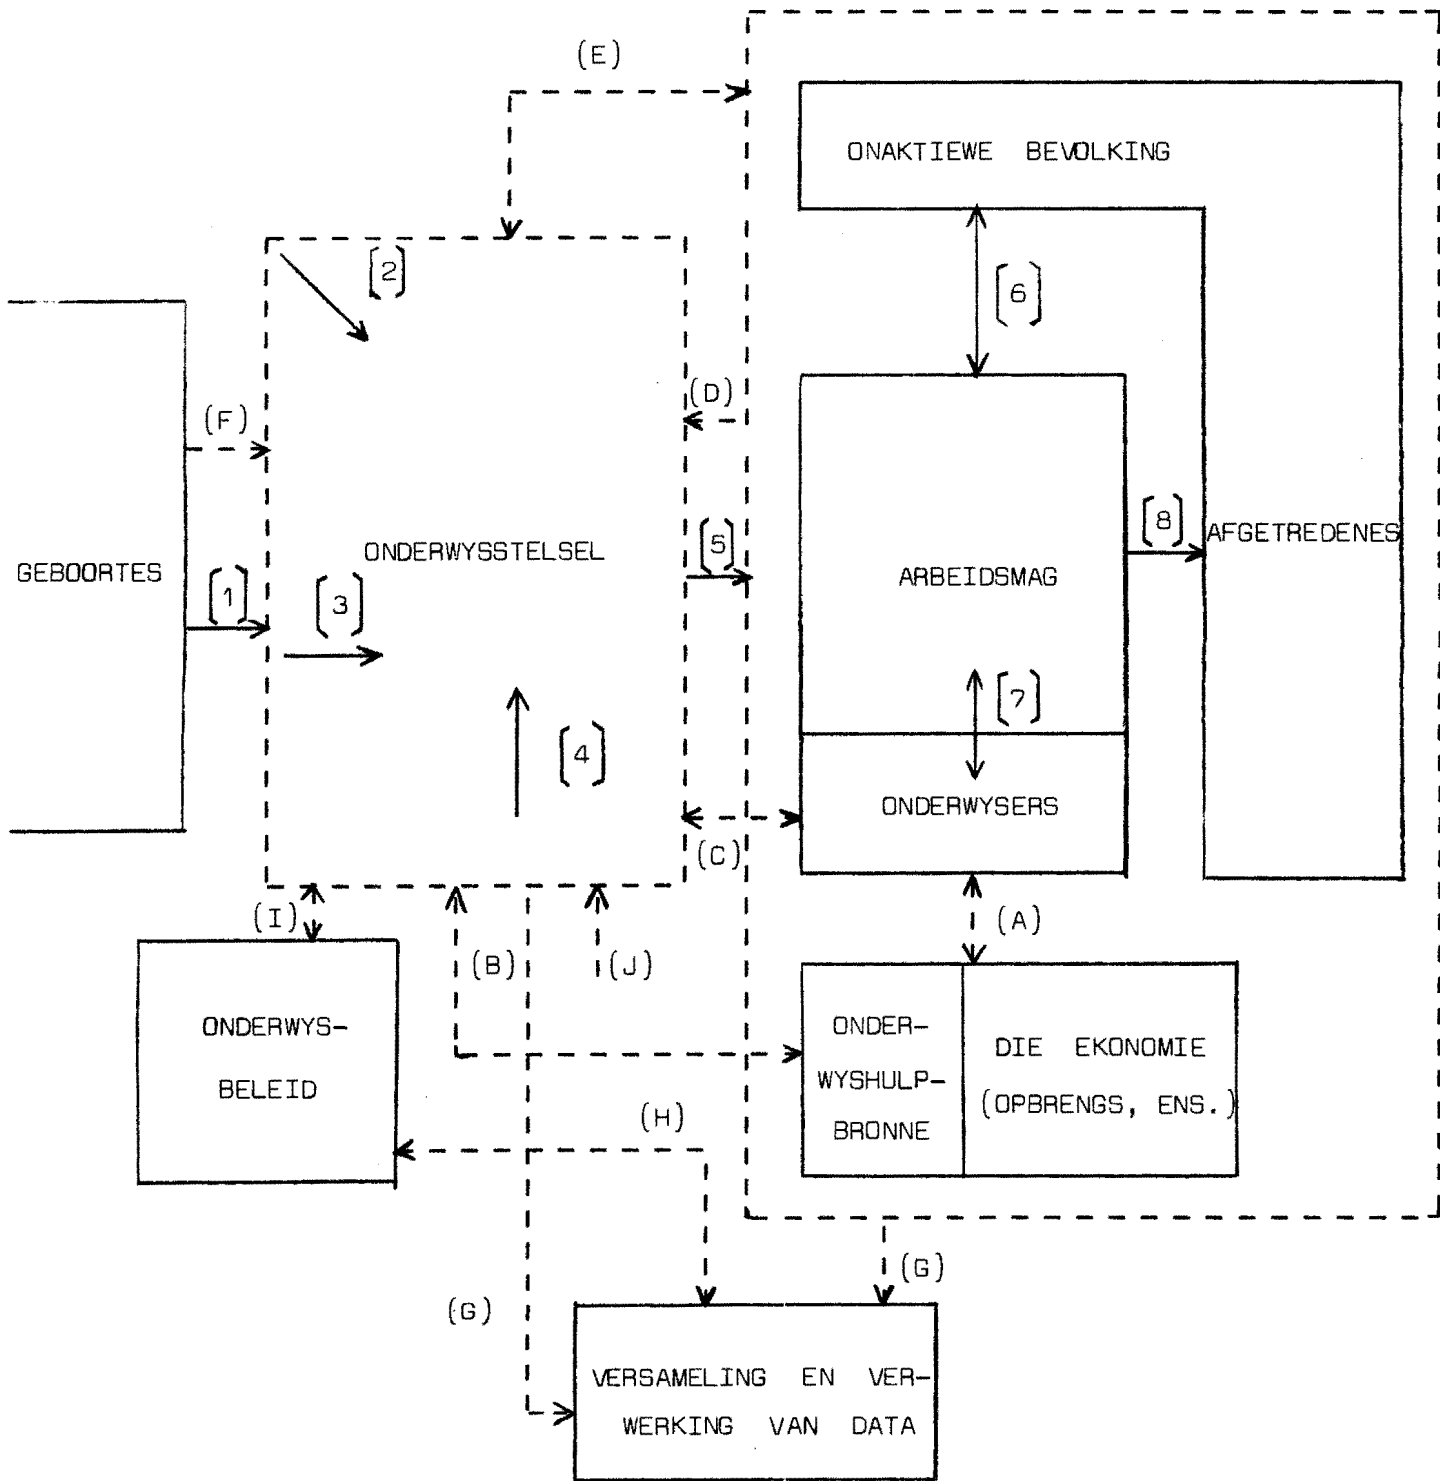 (E)
ONAKTIEWE BEVOLKING
[2]
[6]
(D)
(F)
[8]
[5]
AFGETREDENES
ONDERWYSSTELSEL
GEBOORTES
ARBEIDSMAG
[1]
[3]
[7]
[4]
ONDERWYSERS
(C)
(I)
(A)
(B)
(J)
ONDERWYS-
BELEID
ONDER-
WYSHULP-
BRONNE
DIE EKONOMIE
(OPBRENGS, ENS.)
(H)
(G)
(G)
VERSAMELING EN VER-
WERKING VAN DATA